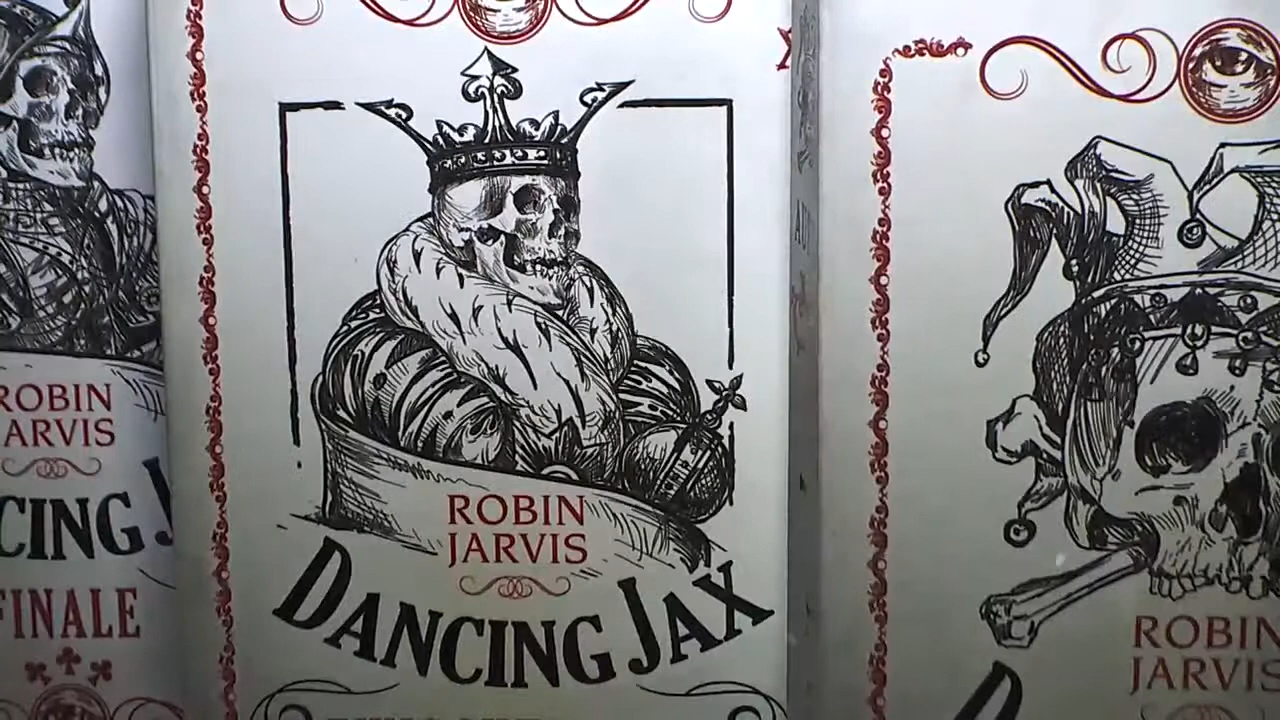 ROBIN
JARVIS
CING J
FINALE
ROBIN
JARVIS
DANCING JAX
ROBIN
JARVIS
D